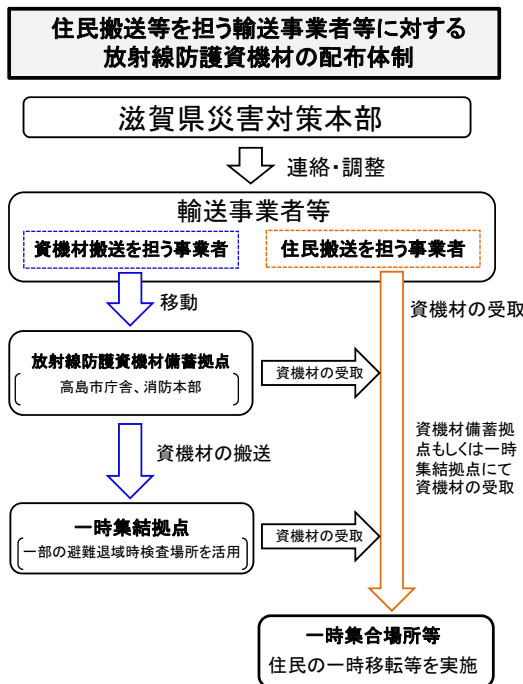 住民搬送等を担う輸送事業者等に対する
放射線防護資機材の配布体制
滋賀県災害対策本部
連絡・調整
輸送事業者等
資機材搬送を担う事業者
住民搬送を担う事業者
移動
資機材の受取
放射線防護資機材備蓄拠点
高島市庁舎、消防本部
資機材の受取
資機材の搬送
資機材備蓄拠
点もしくは一時
集結拠点にて
資機材の受取
一時集結拠点
一部の避難退域時検査場所を活用
資機材の受取
一時集合場所等
住民の一時移転等を実施